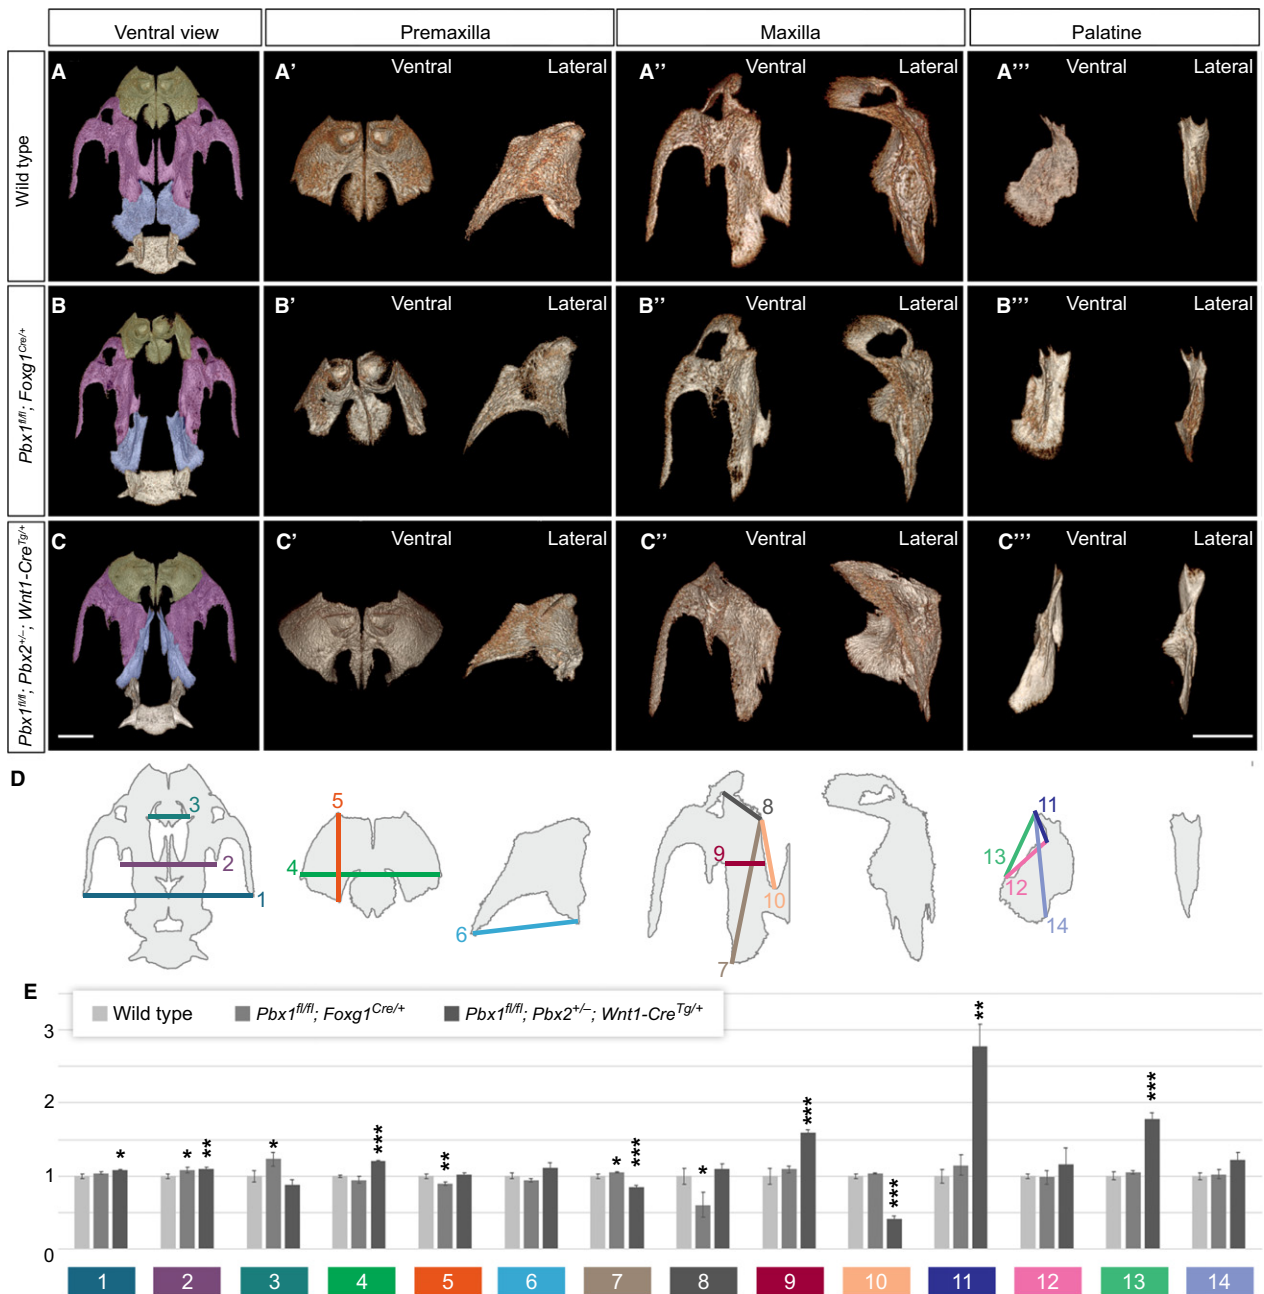 Ventral view Premaxilla Maxilla Palatine
Wild type
A A’ Ventral Lateral A’’ Ventral Lateral A’’’ Ventral Lateral
Pbx1fl/fl; Foxg1Cre/+
B B’ Ventral Lateral B’’ Ventral Lateral B’’’ Ventral Lateral
Pbx1fl/fl; Pbx2+/–; Wnt1-CreTg/+
C C’ Ventral Lateral C’’ Ventral Lateral C’’’ Ventral Lateral
D
3 2 1
5 4
6
8 9 10 7
11 13 12 14
E
Wild type Pbx1fl/fl; Foxg1Cre/+ Pbx1fl/fl; Pbx2+/–; Wnt1-CreTg/+
3
2
1
0
* * ** * *** ** * *** * *** *** ** ***
1 2 3 4 5 6 7 8 9 10 11 12 13 14